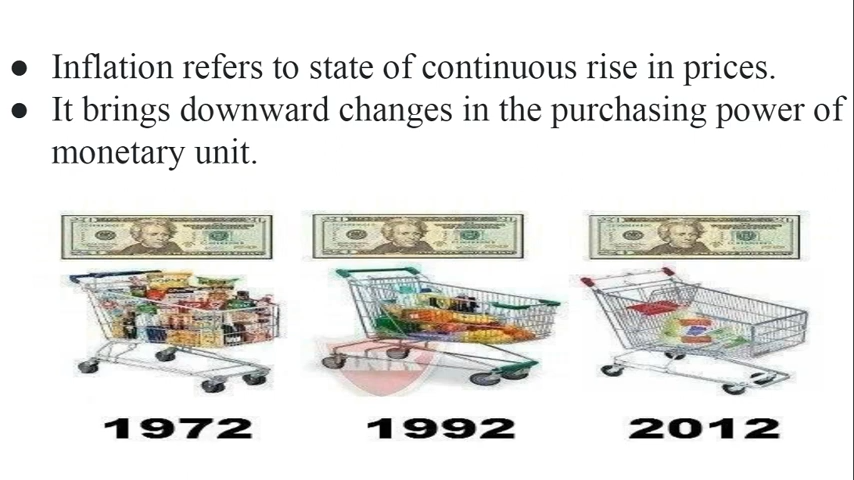 ● Inflation refers to state of continuous rise in prices.
● It brings downward changes in the purchasing power of
monetary unit.
1972 1992 2012